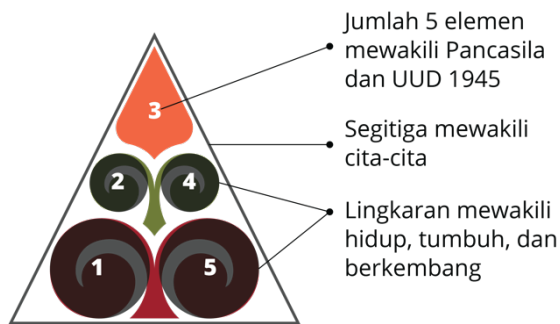 Jumlah 5 elemen
mewakili Pancasila
dan UUD 1945
Segitiga mewakili
cita-cita
Lingkaran mewakili
hidup, tumbuh, dan
berkembang
3
2
4
1
5